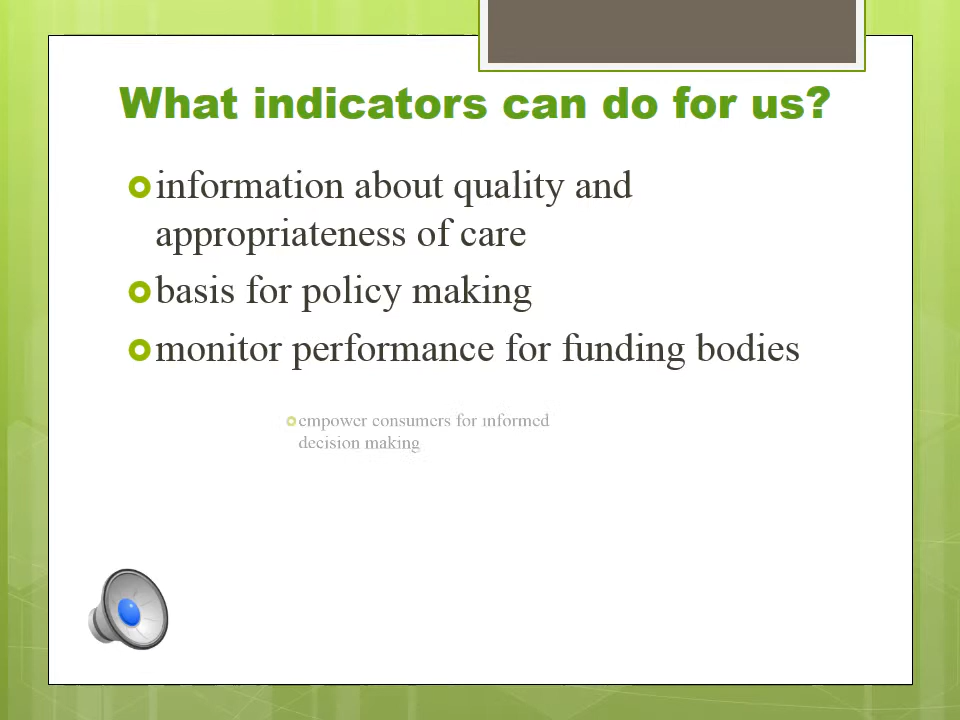 What indicators can do for us?
information about quality and
appropriateness of care
basis for policy making
monitor performance for funding bodies
empower consumers for informed
decision making